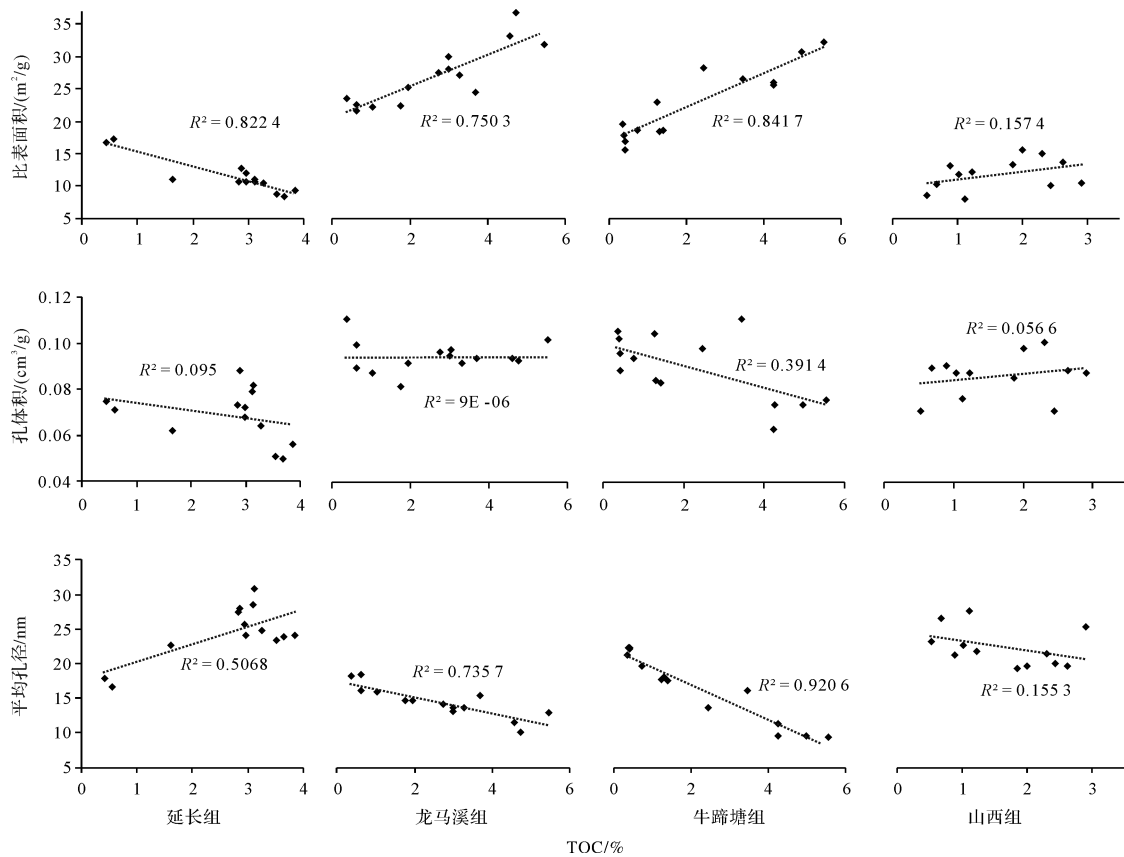 比表面积/(m²/g)
35
30
25
20
15
10
5
R² = 0.822 4
R² = 0.750 3
R² = 0.841 7
R² = 0.157 4
0 1 2 3 4
0 2 4 6
0 2 4 6
0 1 2 3
孔体积/(cm³/g)
0.12
0.10
0.08
0.06
0.04
R² = 0.095
R² = 9E -06
R² = 0.391 4
R² = 0.056 6
0 1 2 3 4
0 2 4 6
0 2 4 6
0 1 2 3
平均孔径/nm
35
30
25
20
15
10
5
R² = 0.5068
R² = 0.735 7
R² = 0.920 6
R² = 0.155 3
0 1 2 3 4
0 2 4 6
0 2 4 6
0 1 2 3
延长组 龙马溪组 牛蹄塘组 山西组
TOC/%